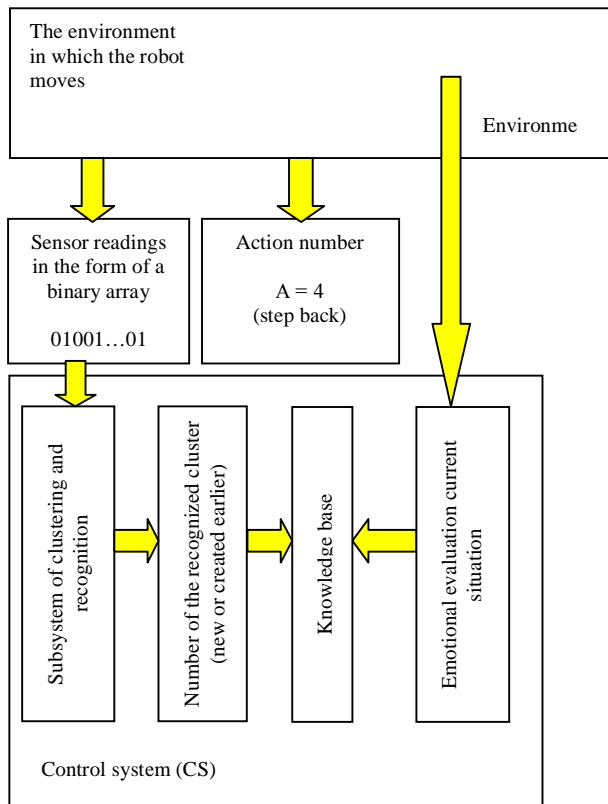 The environment
in which the robot
moves
Environme
Sensor readings
in the form of a
binary array
01001…01
Action number
A = 4
(step back)
Subsystem of clustering and
recognition
Number of the recognized cluster
(new or created earlier)
Knowledge base
Emotional evaluation current
situation
Control system (CS)